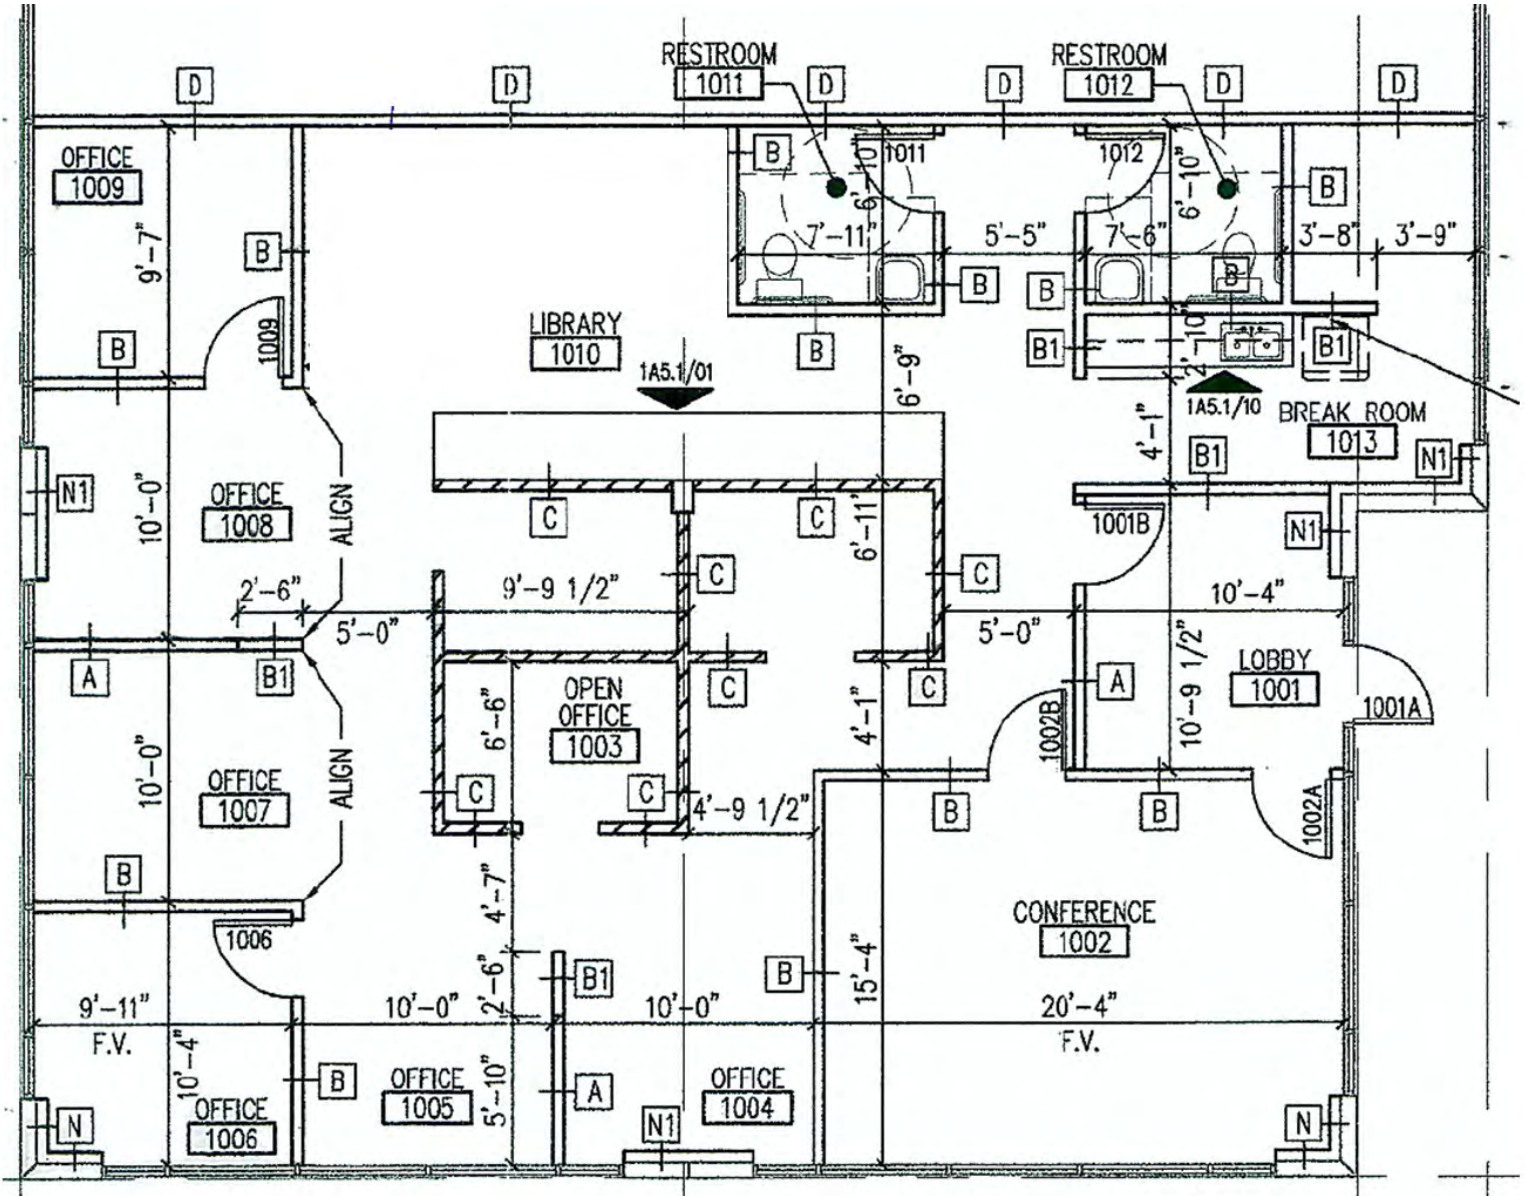 RESTROOM
1011
RESTROOM
1012
D
D
D
D
D
D
OFFICE
1009
B
1011
1012
B
6'-10"
6'-10"
9'-7"
B
7'-11"
5'-5"
7'-6"
3'-8"
3'-9"
B
B
B
1009
LIBRARY
1010
B
B
B1
2'-10"
B1
1A5.1/01
6'-9"
1A5.1/10
BREAK ROOM
1013
4'-1"
B1
N1
N1
OFFICE
1008
10'-0"
ALIGN
C
C
6'-11"
1001B
N1
2'-6"
9'-9 1/2"
C
C
10'-4"
5'-0"
5'-0"
A
B1
C
C
A
10'-9 1/2"
LOBBY
1001
1001A
OPEN
OFFICE
1003
6'-6"
4'-1"
1002B
10'-0"
ALIGN
OFFICE
1007
C
C
4'-9 1/2"
B
B
1002A
B
4'-7"
1006
CONFERENCE
1002
B1
2'-6"
B
15'-4"
9'-11"
F.V.
10'-0"
10'-0"
20'-4"
F.V.
10'-4"
B
OFFICE
1005
5'-10"
A
OFFICE
1004
N
OFFICE
1006
N1
N